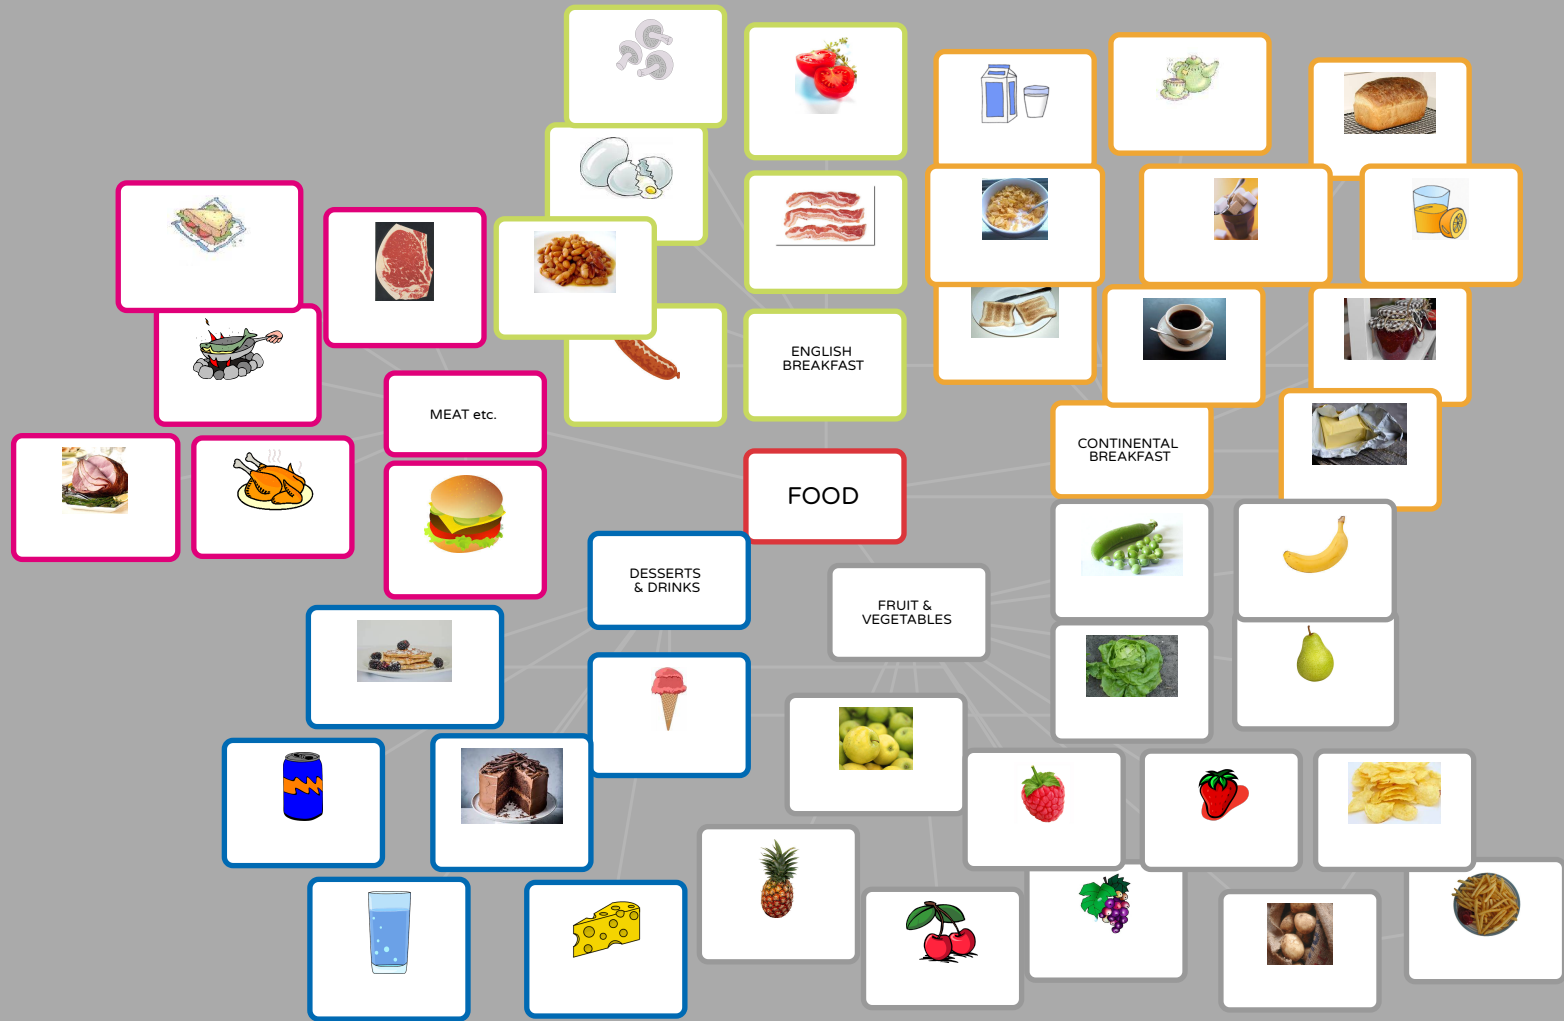 ENGLISH
BREAKFAST
MEAT etc.
CONTINENTAL
BREAKFAST
FOOD
DESSERTS
& DRINKS
FRUIT &
VEGETABLES